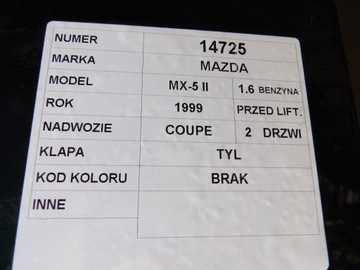 NUMER 14725
MARKA MAZDA
MODEL MX-5 II 1.6 BENZYNA
ROK 1999 PRZED LIFT.
NADWOZIE COUPE 2 DRZWI
KLAPA TYL
KOD KOLORU BRAK
INNE